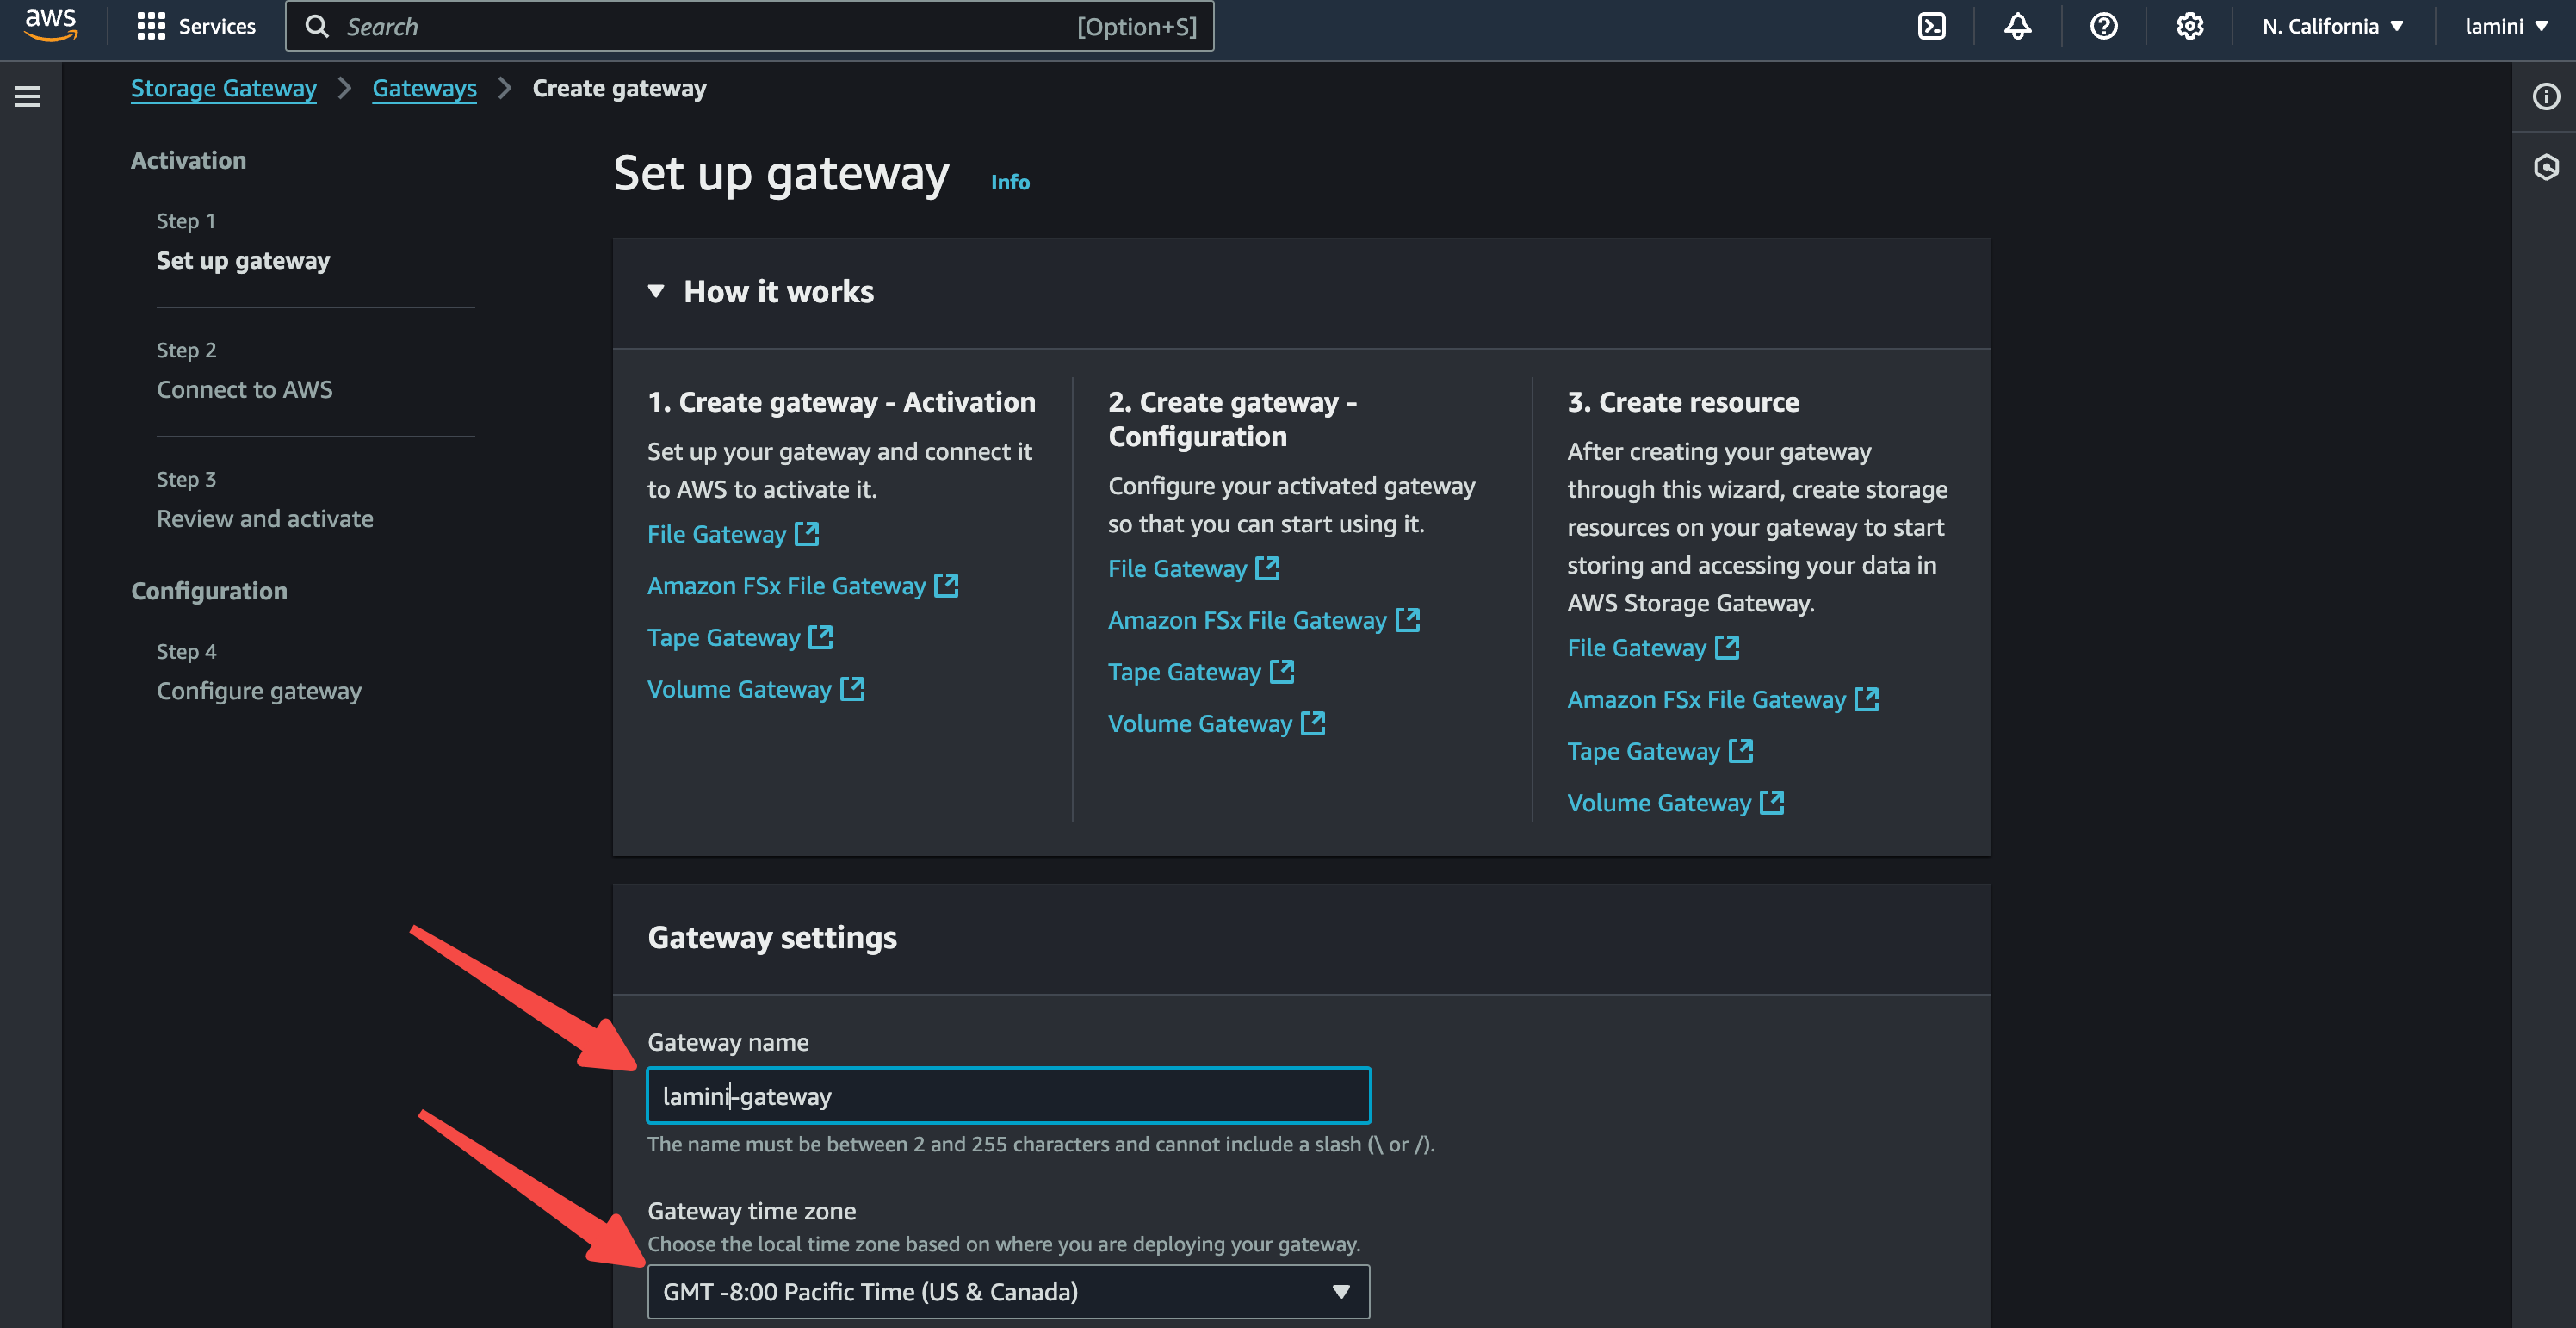 aws
Services
Search
[Option+S]
N. California
lamini
Storage Gateway
Gateways
Create gateway
Activation
Step 1
Set up gateway
Step 2
Connect to AWS
Step 3
Review and activate
Configuration
Step 4
Configure gateway
Set up gateway
Info
How it works
1. Create gateway - Activation
Set up your gateway and connect it
to AWS to activate it.
File Gateway
Amazon FSx File Gateway
Tape Gateway
Volume Gateway
2. Create gateway -
Configuration
Configure your activated gateway
so that you can start using it.
File Gateway
Amazon FSx File Gateway
Tape Gateway
Volume Gateway
3. Create resource
After creating your gateway
through this wizard, create storage
resources on your gateway to start
storing and accessing your data in
AWS Storage Gateway.
File Gateway
Amazon FSx File Gateway
Tape Gateway
Volume Gateway
Gateway settings
Gateway name
lamini-gateway
The name must be between 2 and 255 characters and cannot include a slash (\ or /).
Gateway time zone
Choose the local time zone based on where you are deploying your gateway.
GMT -8:00 Pacific Time (US & Canada)